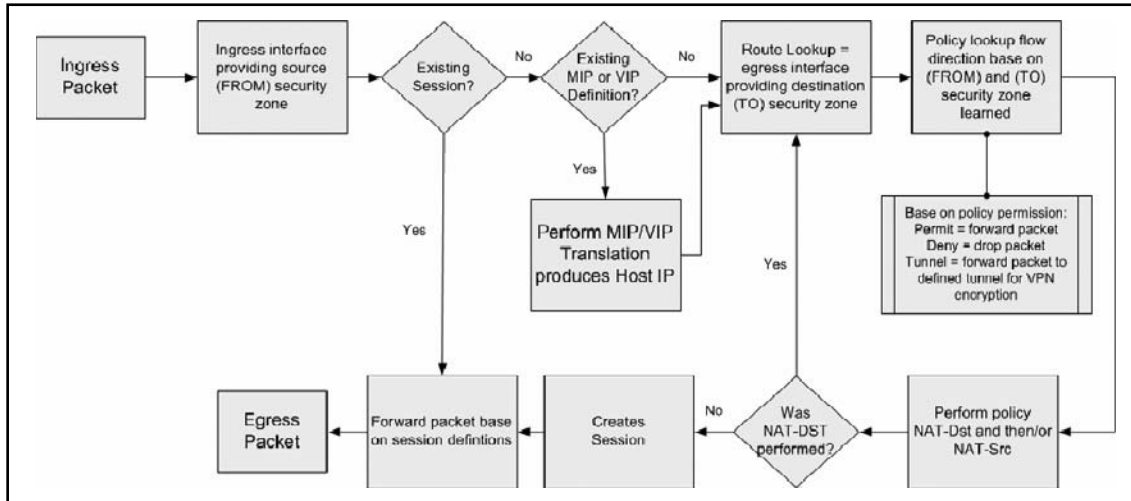 Ingress
Packet
Ingress interface
providing source
(FROM) security
zone
Existing
Session?
No
Existing
MIP or VIP
Definition?
No
Route Lookup =
egress interface
providing destination
(TO) security zone
Policy lookup flow
direction base on
(FROM) and (TO)
security zone
learned
Yes
Yes
Perform MIP/VIP
Translation
produces Host IP
Yes
Base on policy permission:
Permit = forward packet
Deny = drop packet
Tunnel = forward packet to
defined tunnel for VPN
encryption
Egress
Packet
Forward packet base
on session defintions
Creates
Session
No
Was
NAT-DST
performed?
Perform policy
NAT-Dst and then/or
NAT-Src